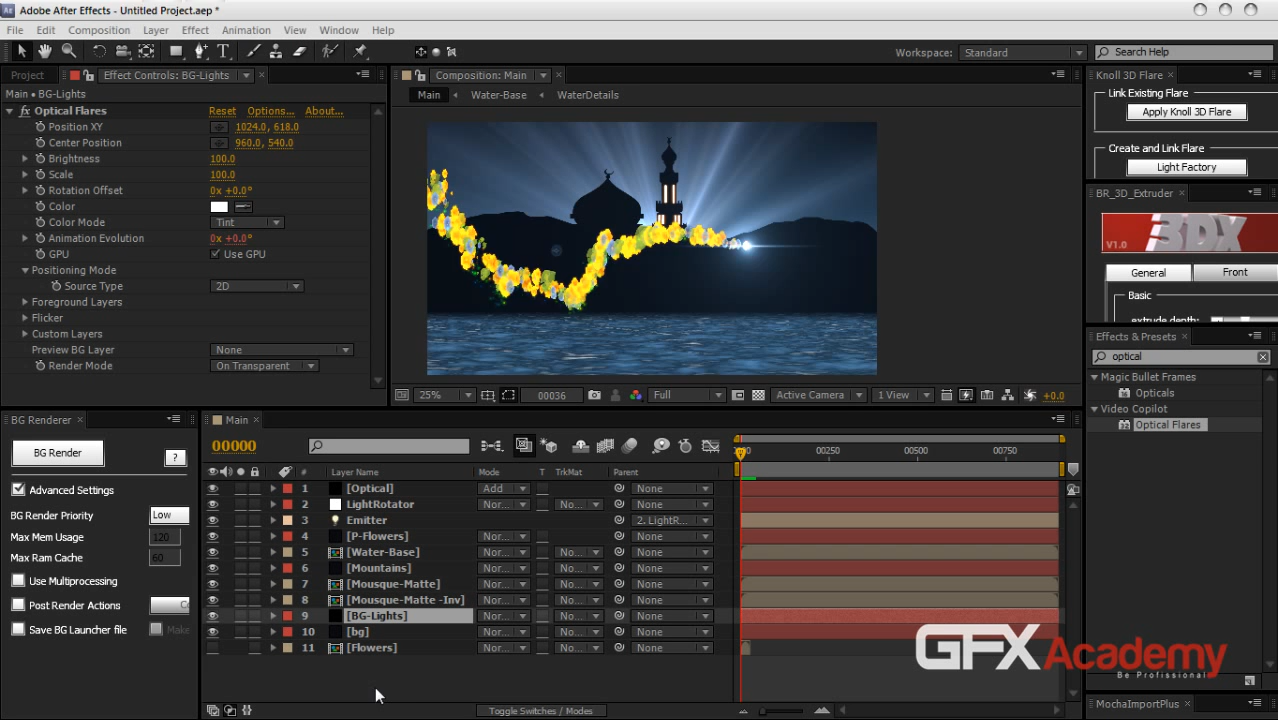 Adobe After Effects - Untitled Project.aep *
File Edit Composition Layer Effect Animation View Window Help
Workspace: Standard Search Help
Project Effect Controls: BG-Lights
Main • BG-Lights
fx Optical Flares Reset Options... About...
Position XY 1024.0, 618.0
Center Position 960.0, 540.0
Brightness 100.0
Scale 100.0
Rotation Offset 0x +0.0°
Color
Color Mode Tint
Animation Evolution 0x +0.0°
GPU Use GPU
Positioning Mode
Source Type 2D
Foreground Layers
Flicker
Custom Layers
Preview BG Layer None
Render Mode On Transparent
Composition: Main
Main Water-Base WaterDetails
25% 00036 Full Active Camera 1 View +0.0
Knoll 3D Flare
Link Existing Flare
Apply Knoll 3D Flare
Create and Link Flare
Light Factory
BR_3D_Extruder
V1.0 3DX
General Front
Basic
extrude depth:
Effects & Presets
optical
Magic Bullet Frames
Opticals
Video Copilot
Optical Flares
BG Renderer
BG Render ?
Advanced Settings
BG Render Priority Low
Max Mem Usage 120
Max Ram Cache 60
Use Multiprocessing
Post Render Actions
Save BG Launcher file Make
Main
00000
00250 00500 00750
# Layer Name Mode T TrkMat Parent
1 [Optical] Add None
2 LightRotator Nor... No... None
3 Emitter 2. LightR...
4 [P-Flowers] Nor... None
5 [Water-Base] Nor... No... None
6 [Mountains] Nor... No... None
7 [Mousque-Matte] Nor... No... None
8 [Mousque-Matte -Inv] Nor... No... None
9 [BG-Lights] Nor... No... None
10 [bg] Nor... No... None
11 [Flowers] Nor... No... None
Toggle Switches / Modes
GFXAcademy
Be Profissional
MochaImportPlus